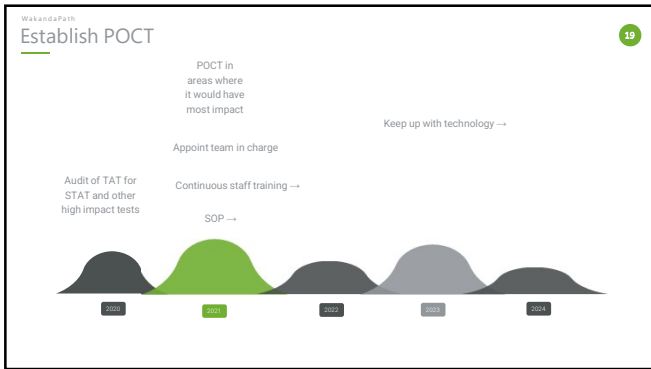 WakandaPath
Establish POCT
19
POCT in
areas where
it would have
most impact
Keep up with technology →
Appoint team in charge
Audit of TAT for
STAT and other
high impact tests
Continuous staff training →
SOP →
2020
2021
2022
2023
2024